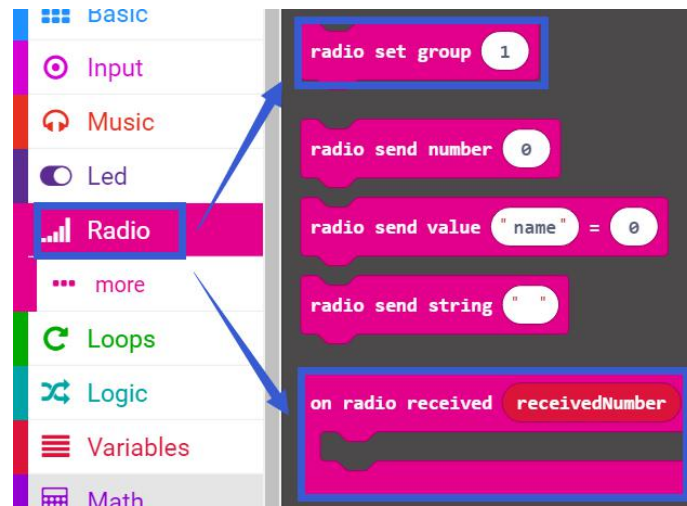 Basic
Input
Music
Led
Radio
more
Loops
Logic
Variables
Math
radio set group 1
radio send number 0
radio send value "name" = 0
radio send string " "
on radio received receivedNumber